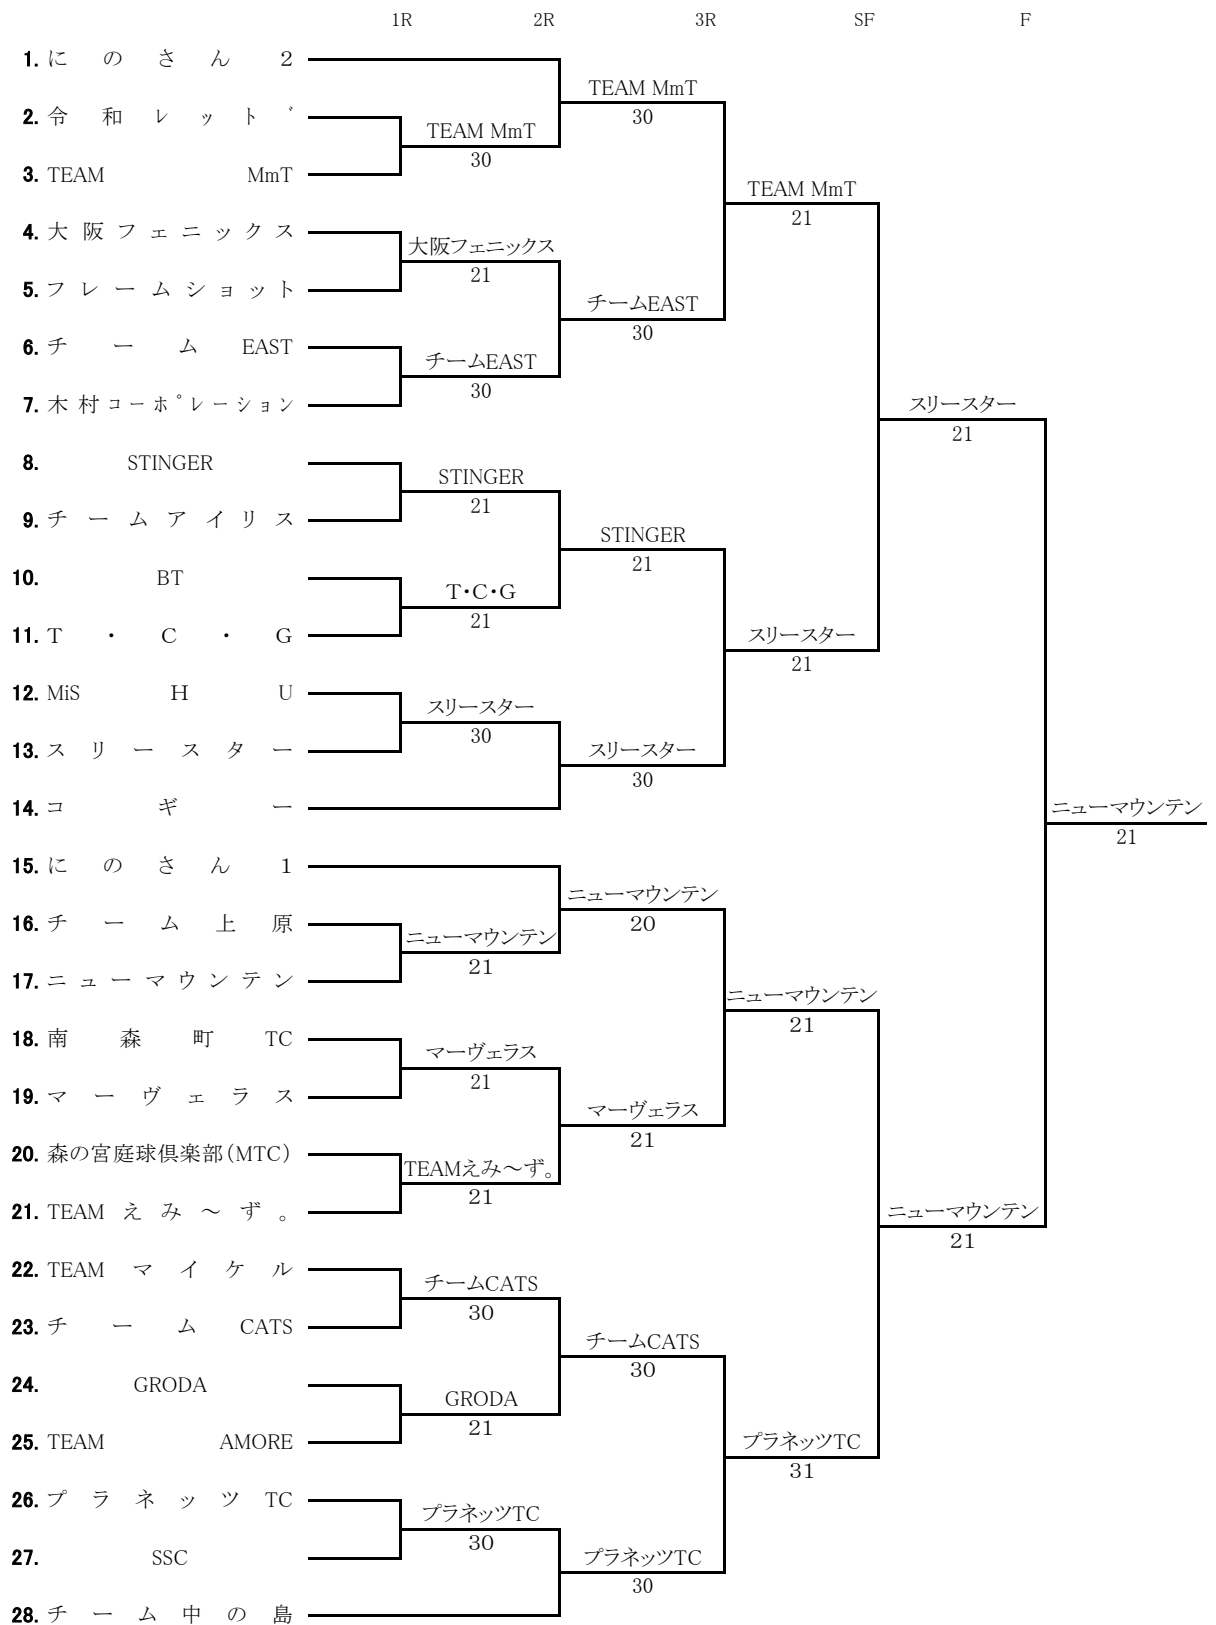 1R 2R 3R SF F
1. にのさん２
TEAM MmT
2. 令和レッドﾞ
30
TEAM MmT
30
3. TEAM MmT
TEAM MmT
21
4. 大阪フェニックス
大阪フェニックス
21
5. フレームショット
チームEAST
30
6. チームEAST
チームEAST
30
7. 木村コーポﾟレーション
スリースター
21
8. STINGER
STINGER
21
9. チームアイリス
STINGER
21
10. BT
T・C・G
21
11. T・C・G
スリースター
21
12. MiS H U
スリースター
30
13. スリースター
スリースター
30
14. コギー
ニューマウンテン
21
15. にのさん１
ニューマウンテン
20
16. チーム上原
ニューマウンテン
21
17. ニューマウンテン
ニューマウンテン
21
18. 南森町TC
マーヴェラス
21
19. マーヴェラス
マーヴェラス
21
20. 森の宮庭球倶楽部(MTC)
TEAMえみ～ず。
21
21. TEAMえみ～ず。
ニューマウンテン
21
22. TEAMマイケル
チームCATS
30
23. チームCATS
チームCATS
30
24. GRODA
GRODA
21
25. TEAM AMORE
プラネッツTC
31
26. プラネッツTC
プラネッツTC
30
27. SSC
プラネッツTC
30
28. チーム中の島